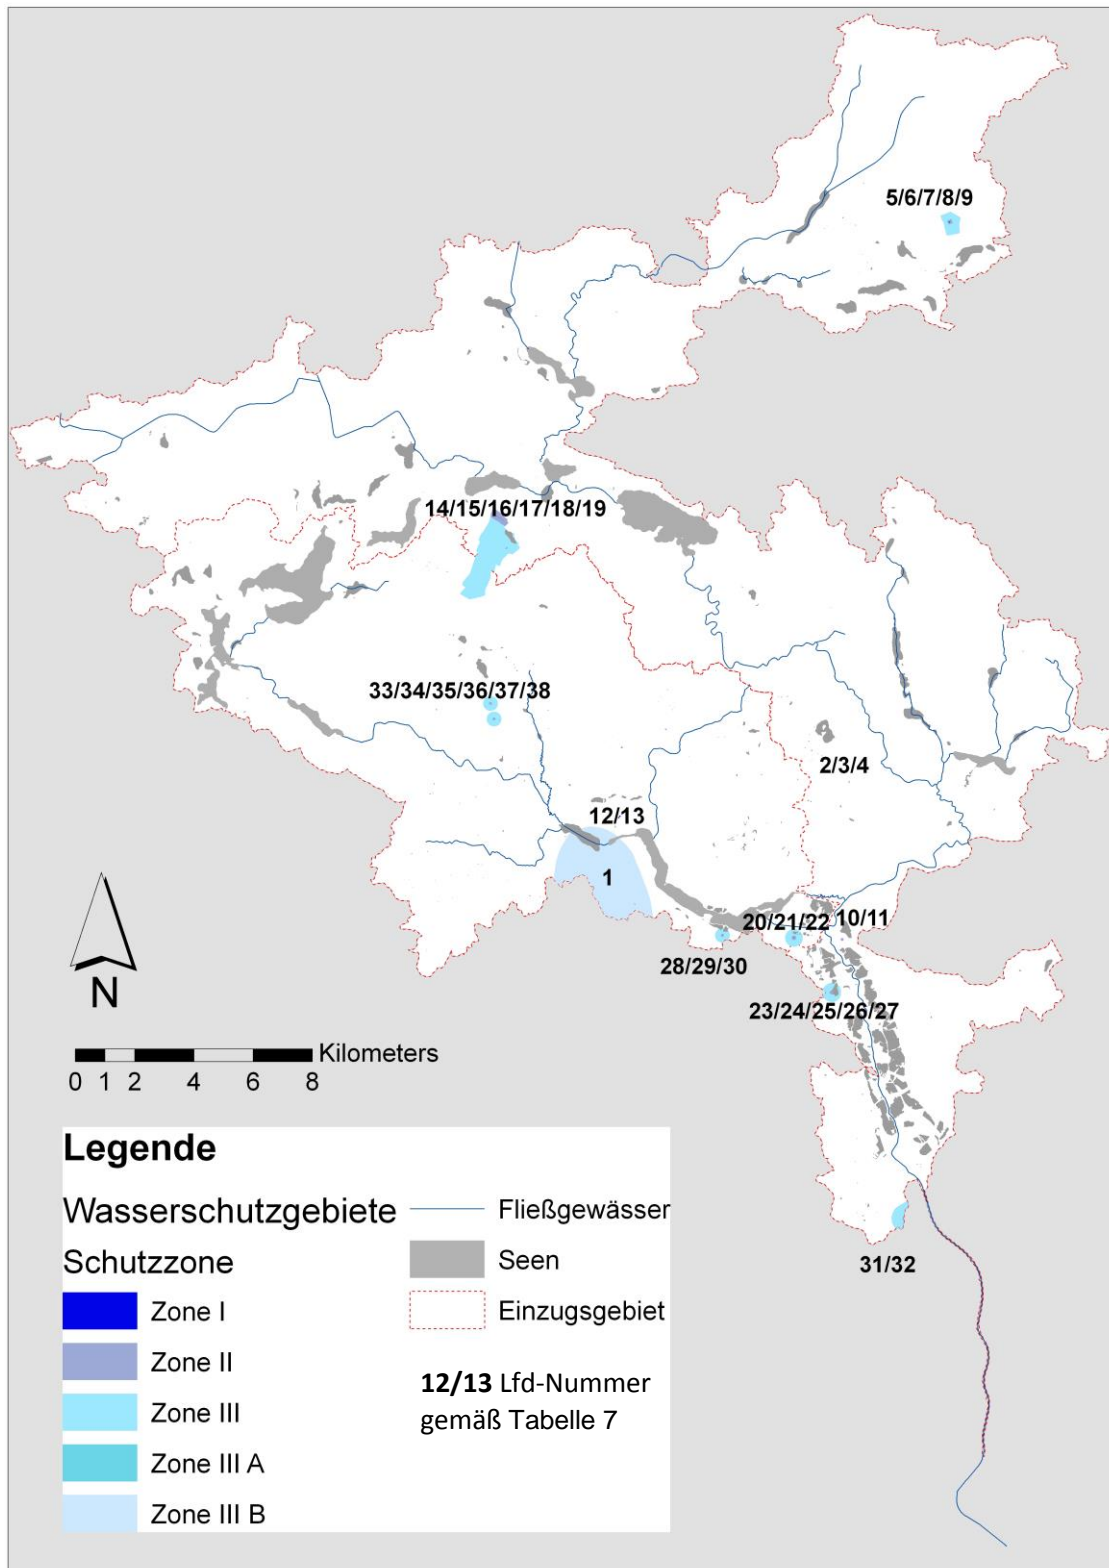 5/6/7/8/9
14/15/16/17/18/19
33/34/35/36/37/38
2/3/4
12/13
1
20/21/22
10/11
28/29/30
23/24/25/26/27
N
Kilometers
0 1 2 4 6 8
31/32
Legende
Wasserschutzgebiete
Schutzzone
Zone I
Zone II
Zone III
Zone III A
Zone III B
Fließgewässer
Seen
Einzugsgebiet
12/13 Lfd-Nummer
gemäß Tabelle 7